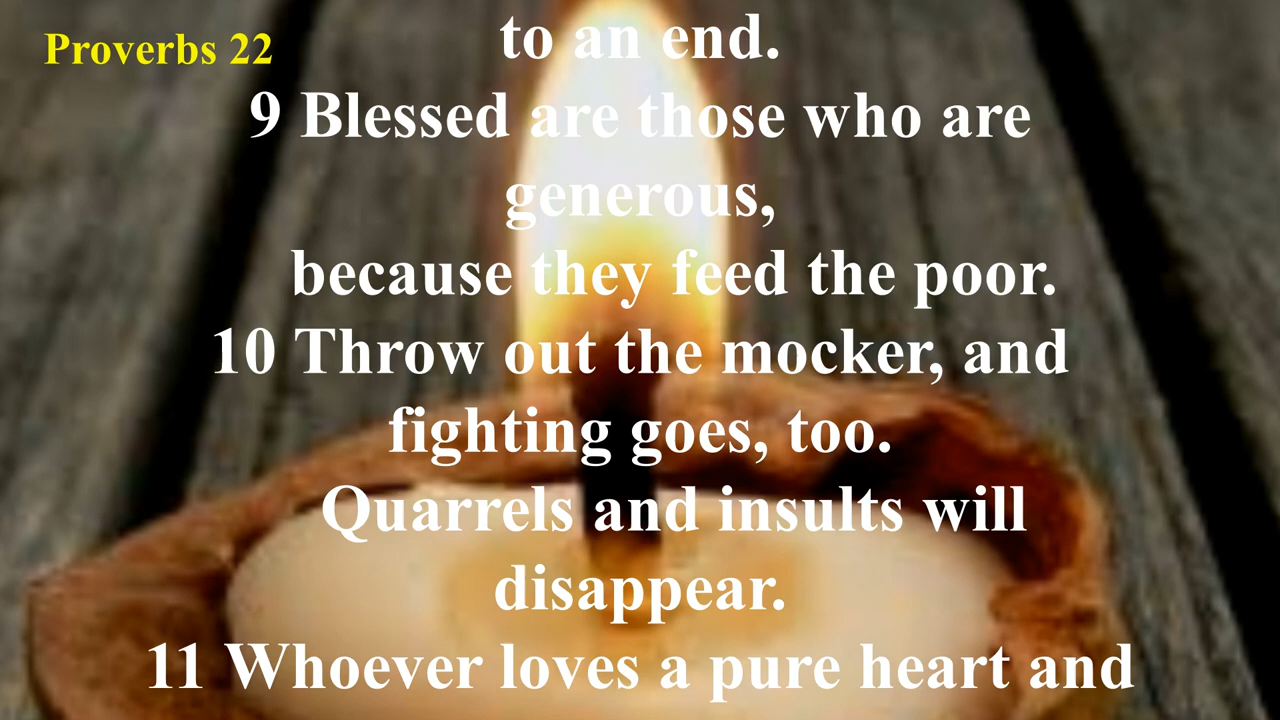 Proverbs 22
to an end.
9 Blessed are those who are
generous,
because they feed the poor.
10 Throw out the mocker, and
fighting goes, too.
Quarrels and insults will
disappear.
11 Whoever loves a pure heart and